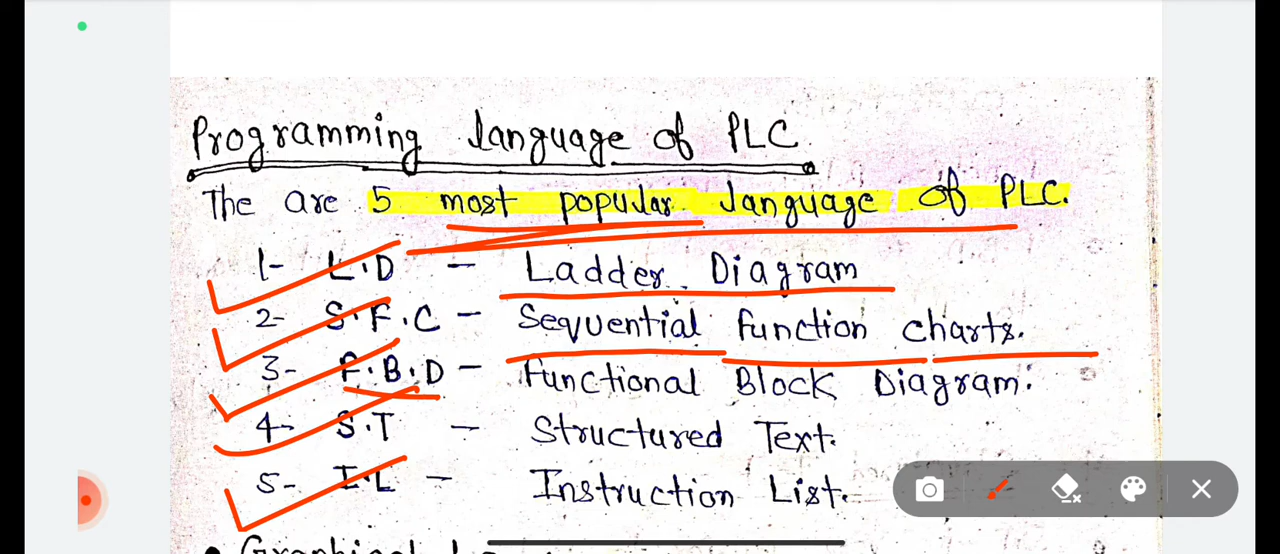 Programming language of PLC
The are 5 most popular language of PLC.
1- L.D - Ladder Diagram
2- S.F.C - Sequential function charts.
3- F.B.D - Functional Block Diagram.
4- S.T - Structured Text.
5- I.L - Instruction List.
Graphical